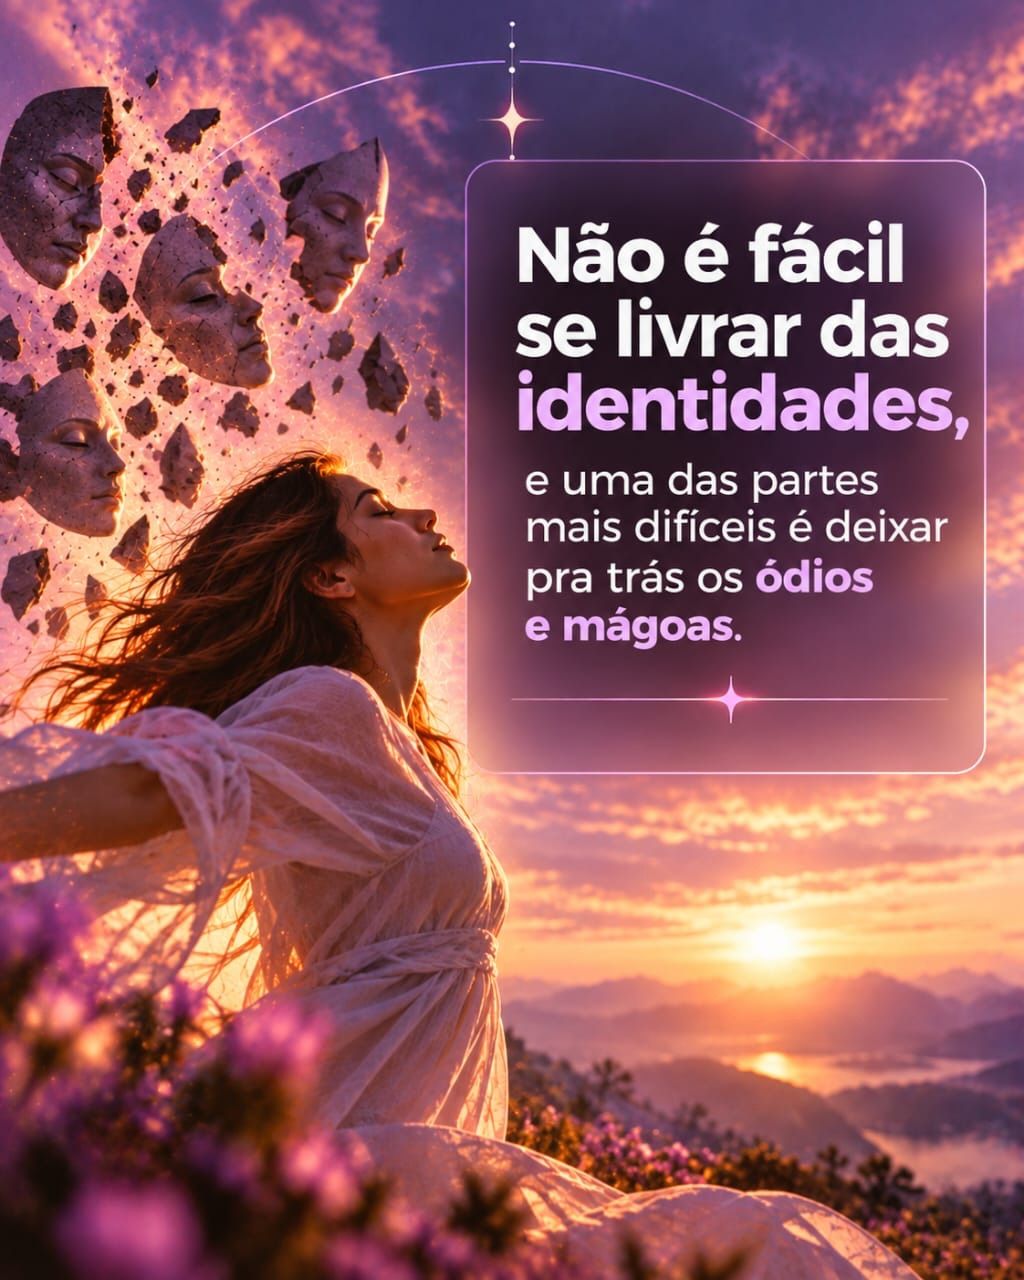 Não é fácil
se livrar das
identidades,
e uma das partes
mais difíceis é deixar
pra trás os ódios
e mágoas.